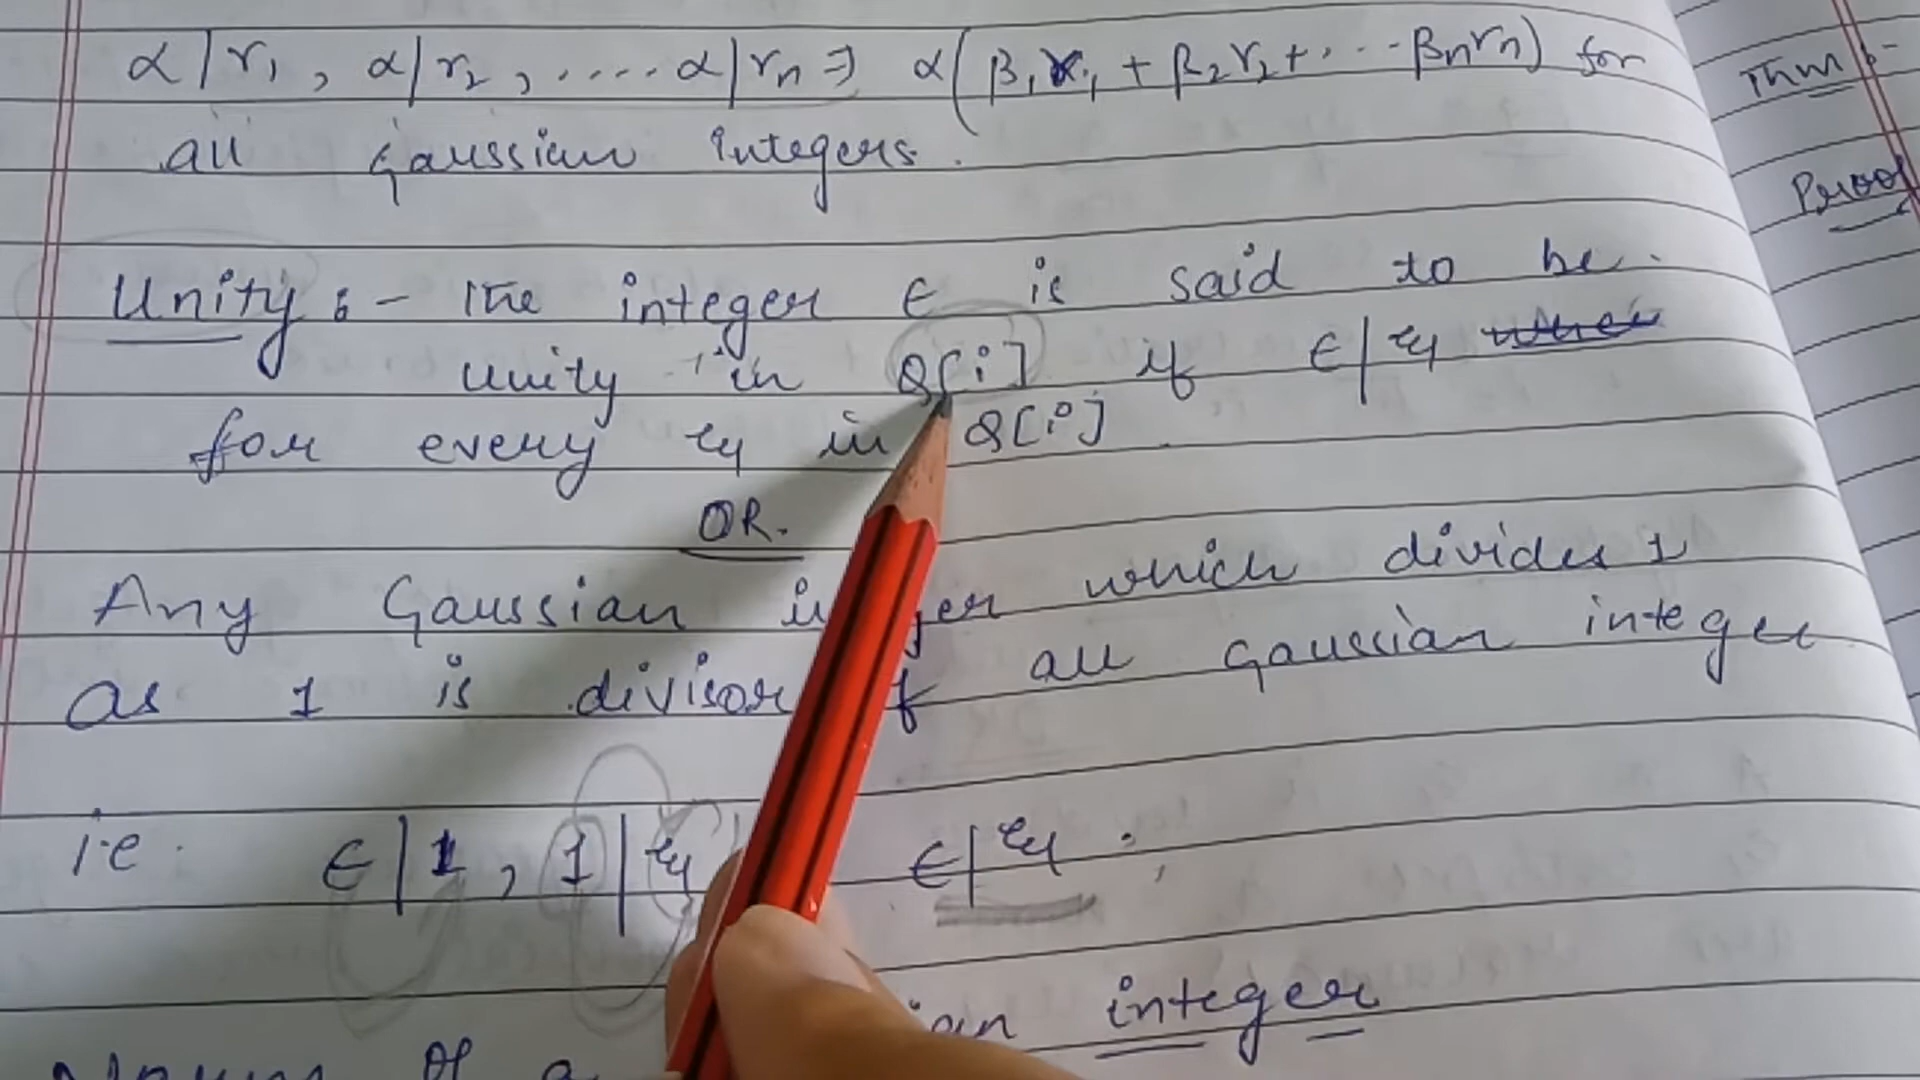 α|r₁, α|r₂, ..... α|rₙ ⇒ α|(β₁r₁ + β₂r₂+ .... βₙrₙ) for
all Gaussian Integers.
Unity :- The integer ϵ is said to be
unity in Q[i] if ϵ|ξ
for every ξ in Q[i]
OR.
Any Gaussian which divides 1
as 1 is divisor all Gaussian integer
i.e. ϵ|1, 1|ξ ϵ|ξ
integer
Norm of a
Thm :-
Proof